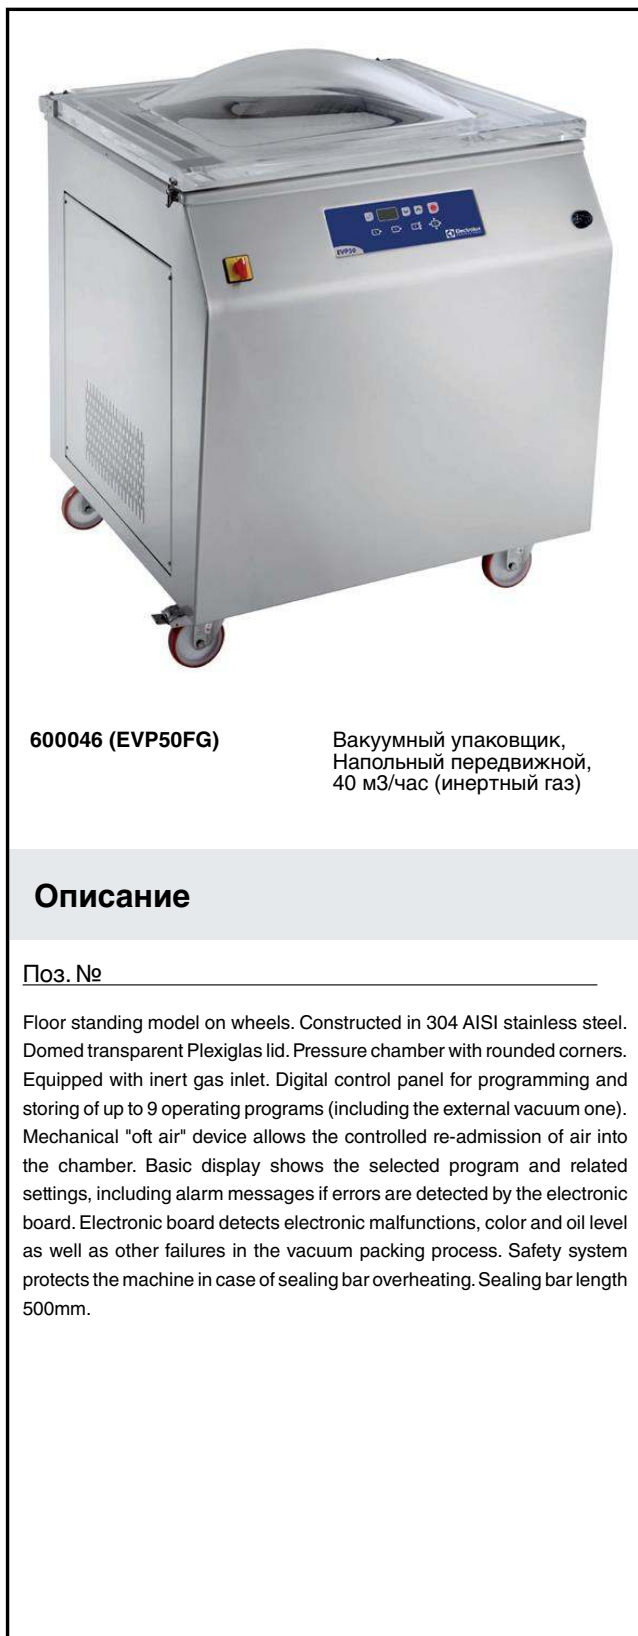 EVP50
Electrolux
600046 (EVP50FG)
Вакуумный упаковщик,
Напольный передвижной,
40 м3/час (инертный газ)
Описание
Поз. №
Floor standing model on wheels. Constructed in 304 AISI stainless steel.
Domed transparent Plexiglas lid. Pressure chamber with rounded corners.
Equipped with inert gas inlet. Digital control panel for programming and
storing of up to 9 operating programs (including the external vacuum one).
Mechanical "oft air" device allows the controlled re-admission of air into
the chamber. Basic display shows the selected program and related
settings, including alarm messages if errors are detected by the electronic
board. Electronic board detects electronic malfunctions, color and oil level
as well as other failures in the vacuum packing process. Safety system
protects the machine in case of sealing bar overheating. Sealing bar length
500mm.